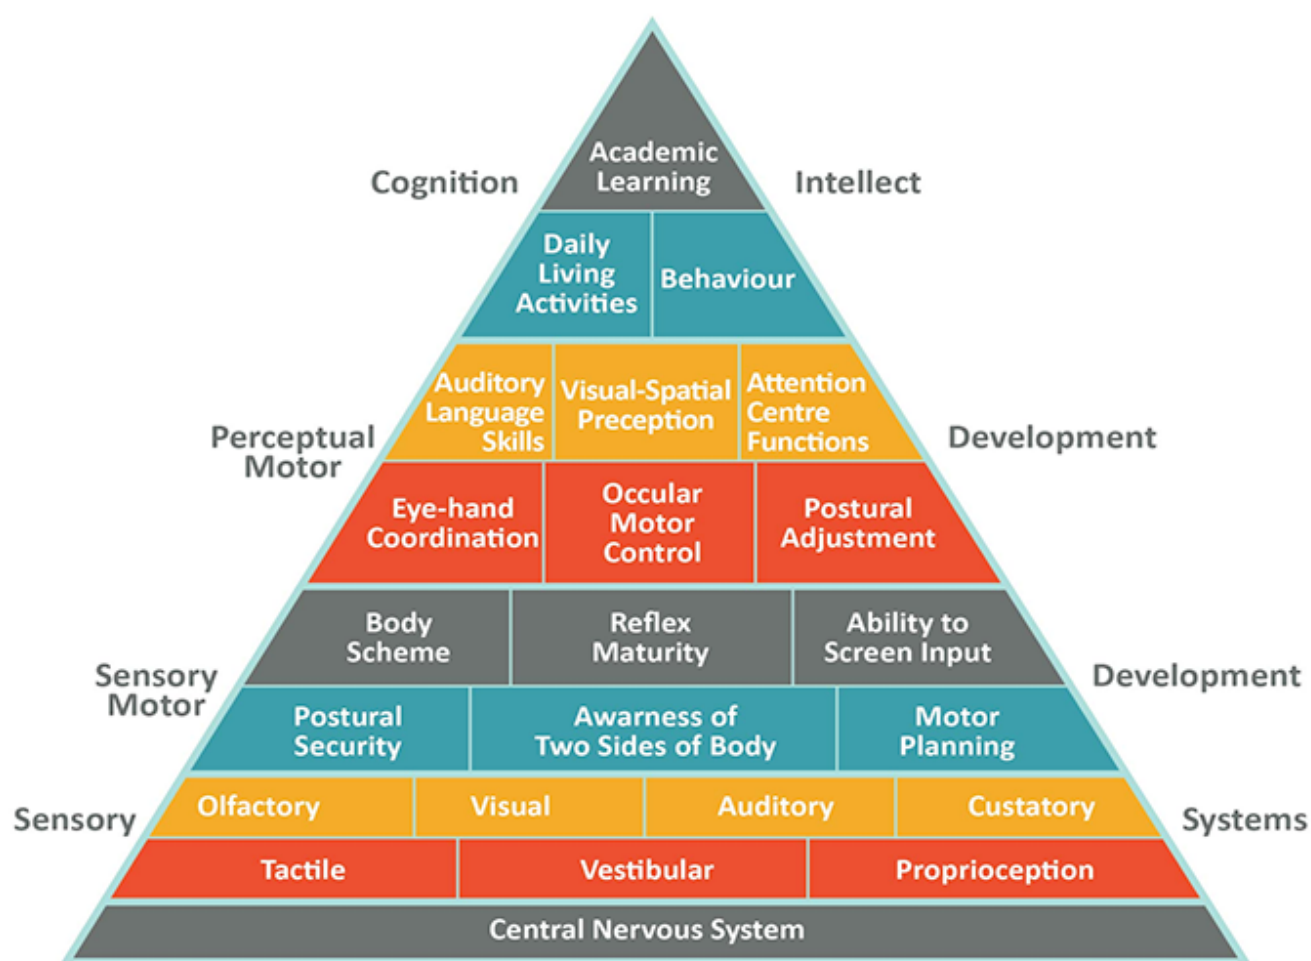 Academic
Learning
Cognition
Intellect
Daily
Living
Activities
Behaviour
Auditory
Language
Skills
Visual-Spatial
Preception
Attention
Centre
Functions
Perceptual
Motor
Development
Eye-hand
Coordination
Occular
Motor
Control
Postural
Adjustment
Body
Scheme
Reflex
Maturity
Ability to
Screen Input
Sensory
Motor
Development
Postural
Security
Awarness of
Two Sides of Body
Motor
Planning
Sensory
Olfactory
Visual
Auditory
Custatory
Systems
Tactile
Vestibular
Proprioception
Central Nervous System